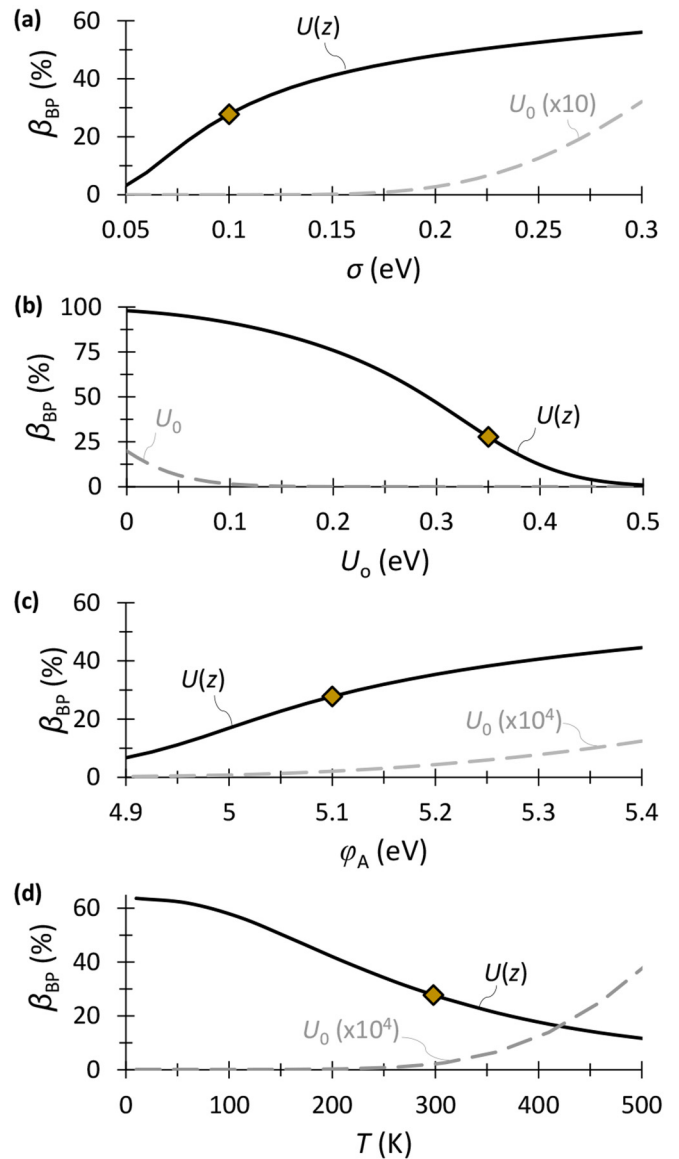 (a)
60
40
20
0
β_BP (%)
U(z)
U_0 (x10)
0.05 0.1 0.15 0.2 0.25 0.3
σ (eV)
(b)
100
75
50
25
0
β_BP (%)
U_0
U(z)
0 0.1 0.2 0.3 0.4 0.5
U_o (eV)
(c)
60
40
20
0
β_BP (%)
U(z)
U_0 (x10^4)
4.9 5 5.1 5.2 5.3 5.4
φ_A (eV)
(d)
60
40
20
0
β_BP (%)
U(z)
U_0 (x10^4)
0 100 200 300 400 500
T (K)